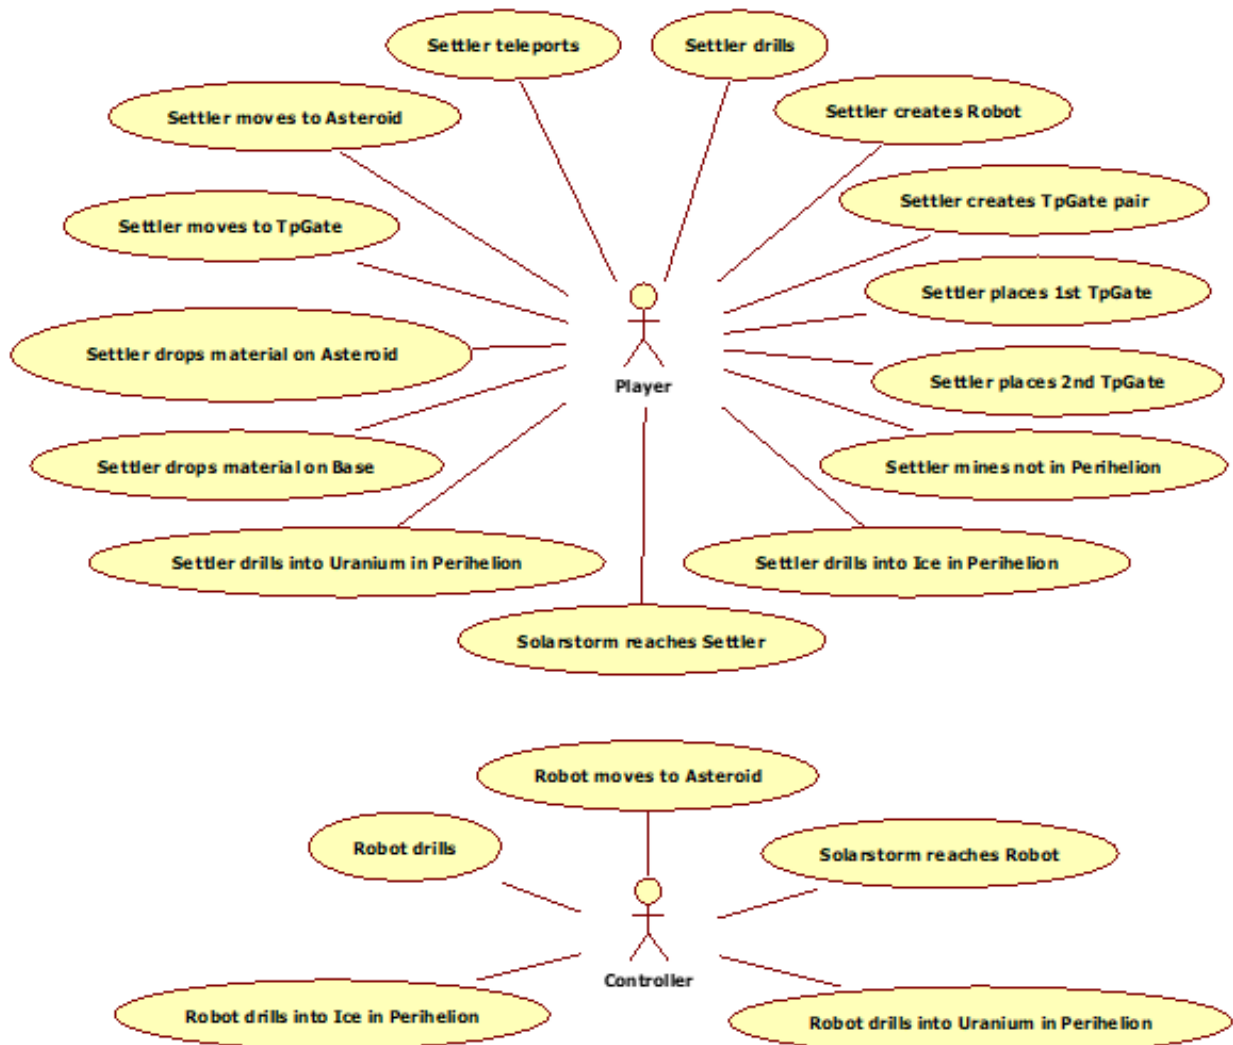 Settler teleports
Settler drills
Settler moves to Asteroid
Settler creates Robot
Settler moves to TpGate
Settler creates TpGate pair
Settler places 1st TpGate
Settler drops material on Asteroid
Player
Settler places 2nd TpGate
Settler drops material on Base
Settler mines not in Perihelion
Settler drills into Uranium in Perihelion
Settler drills into Ice in Perihelion
Solarstorm reaches Settler
Robot moves to Asteroid
Robot drills
Solarstorm reaches Robot
Controller
Robot drills into Ice in Perihelion
Robot drills into Uranium in Perihelion